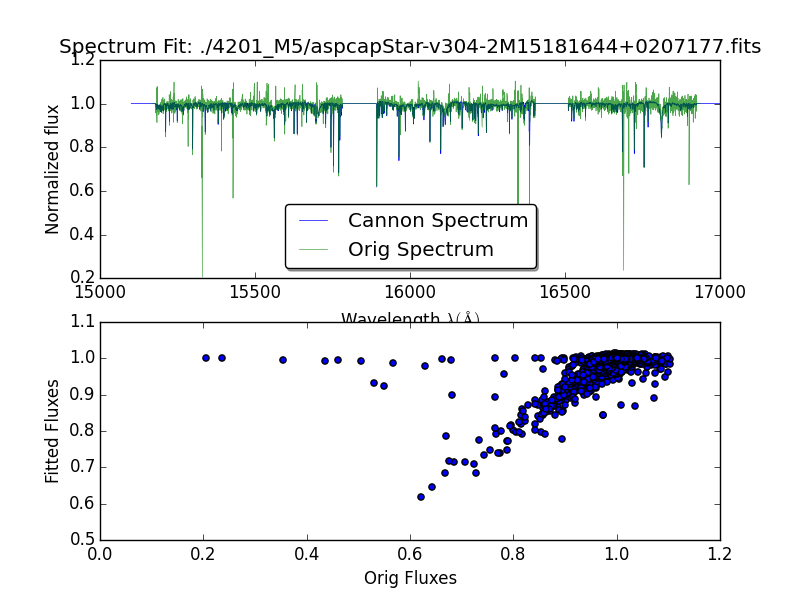 Spectrum Fit: ./4201_M5/aspcapStar-v304-2M15181644+0207177.fits
1.2
1.0
0.8
0.6
0.4
0.2
Normalized flux
Cannon Spectrum
Orig Spectrum
15000 15500 16000 16500 17000
Wavelength λ(Å)
1.1
1.0
0.9
0.8
0.7
0.6
0.5
Fitted Fluxes
0.0 0.2 0.4 0.6 0.8 1.0 1.2
Orig Fluxes